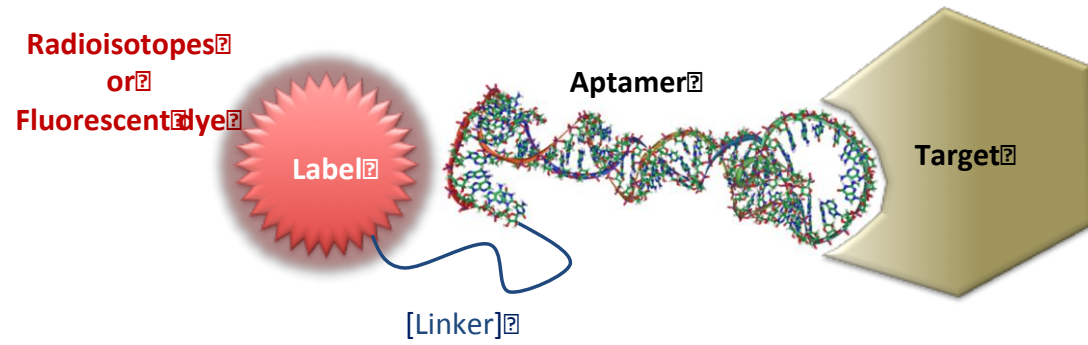 Radioisotopes⍰
or⍰
Fluorescent⍰dye⍰
Aptamer⍰
Label⍰
Target⍰
[Linker]⍰